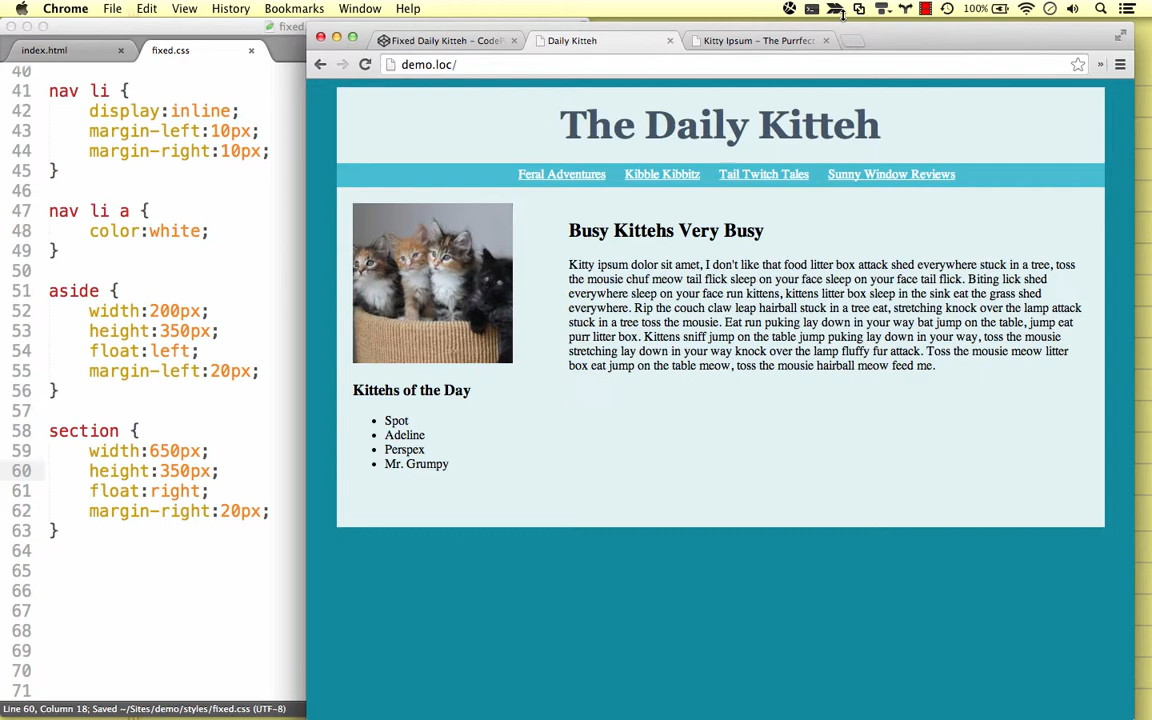 Chrome File Edit View History Bookmarks Window Help 100%
index.html
fixed.css
fixed
40
41 nav li {
42 display:inline;
43 margin-left:10px;
44 margin-right:10px;
45 }
46
47 nav li a {
48 color:white;
49 }
50
51 aside {
52 width:200px;
53 height:350px;
54 float:left;
55 margin-left:20px;
56 }
57
58 section {
59 width:650px;
60 height:350px;
61 float:right;
62 margin-right:20px;
63 }
64
65
66
67
68
69
70
71
Line 60, Column 18; Saved ~/Sites/demo/styles/fixed.css (UTF-8)
Fixed Daily Kitteh – CodeP
Daily Kitteh
Kitty Ipsum – The Purrfect
demo.loc/
The Daily Kitteh
Feral Adventures Kibble Kibbitz Tail Twitch Tales Sunny Window Reviews
Kittehs of the Day
• Spot
• Adeline
• Perspex
• Mr. Grumpy
Busy Kittehs Very Busy
Kitty ipsum dolor sit amet, I don't like that food litter box attack shed everywhere stuck in a tree, toss
the mousie chuf meow tail flick sleep on your face sleep on your face tail flick. Biting lick shed
everywhere sleep on your face run kittens, kittens litter box sleep in the sink eat the grass shed
everywhere. Rip the couch claw leap hairball stuck in a tree eat, stretching knock over the lamp attack
stuck in a tree toss the mousie. Eat run puking lay down in your way bat jump on the table, jump eat
purr litter box. Kittens sniff jump on the table jump puking lay down in your way, toss the mousie
stretching lay down in your way knock over the lamp fluffy fur attack. Toss the mousie meow litter
box eat jump on the table meow, toss the mousie hairball meow feed me.